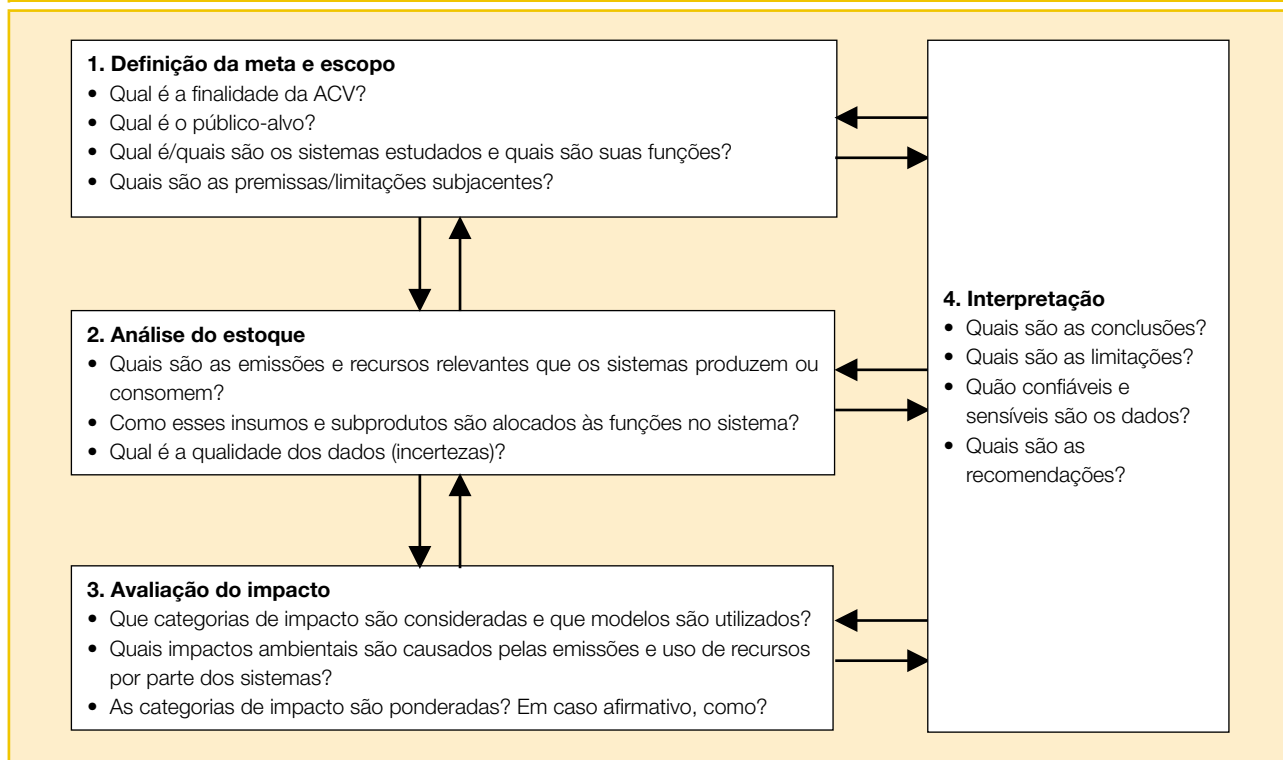 1. Definição da meta e escopo
• Qual é a finalidade da ACV?
• Qual é o público-alvo?
• Qual é/quais são os sistemas estudados e quais são suas funções?
• Quais são as premissas/limitações subjacentes?
2. Análise do estoque
• Quais são as emissões e recursos relevantes que os sistemas produzem ou
consomem?
• Como esses insumos e subprodutos são alocados às funções no sistema?
• Qual é a qualidade dos dados (incertezas)?
3. Avaliação do impacto
• Que categorias de impacto são consideradas e que modelos são utilizados?
• Quais impactos ambientais são causados pelas emissões e uso de recursos
por parte dos sistemas?
• As categorias de impacto são ponderadas? Em caso afirmativo, como?
4. Interpretação
• Quais são as conclusões?
• Quais são as limitações?
• Quão confiáveis e
sensíveis são os dados?
• Quais são as
recomendações?